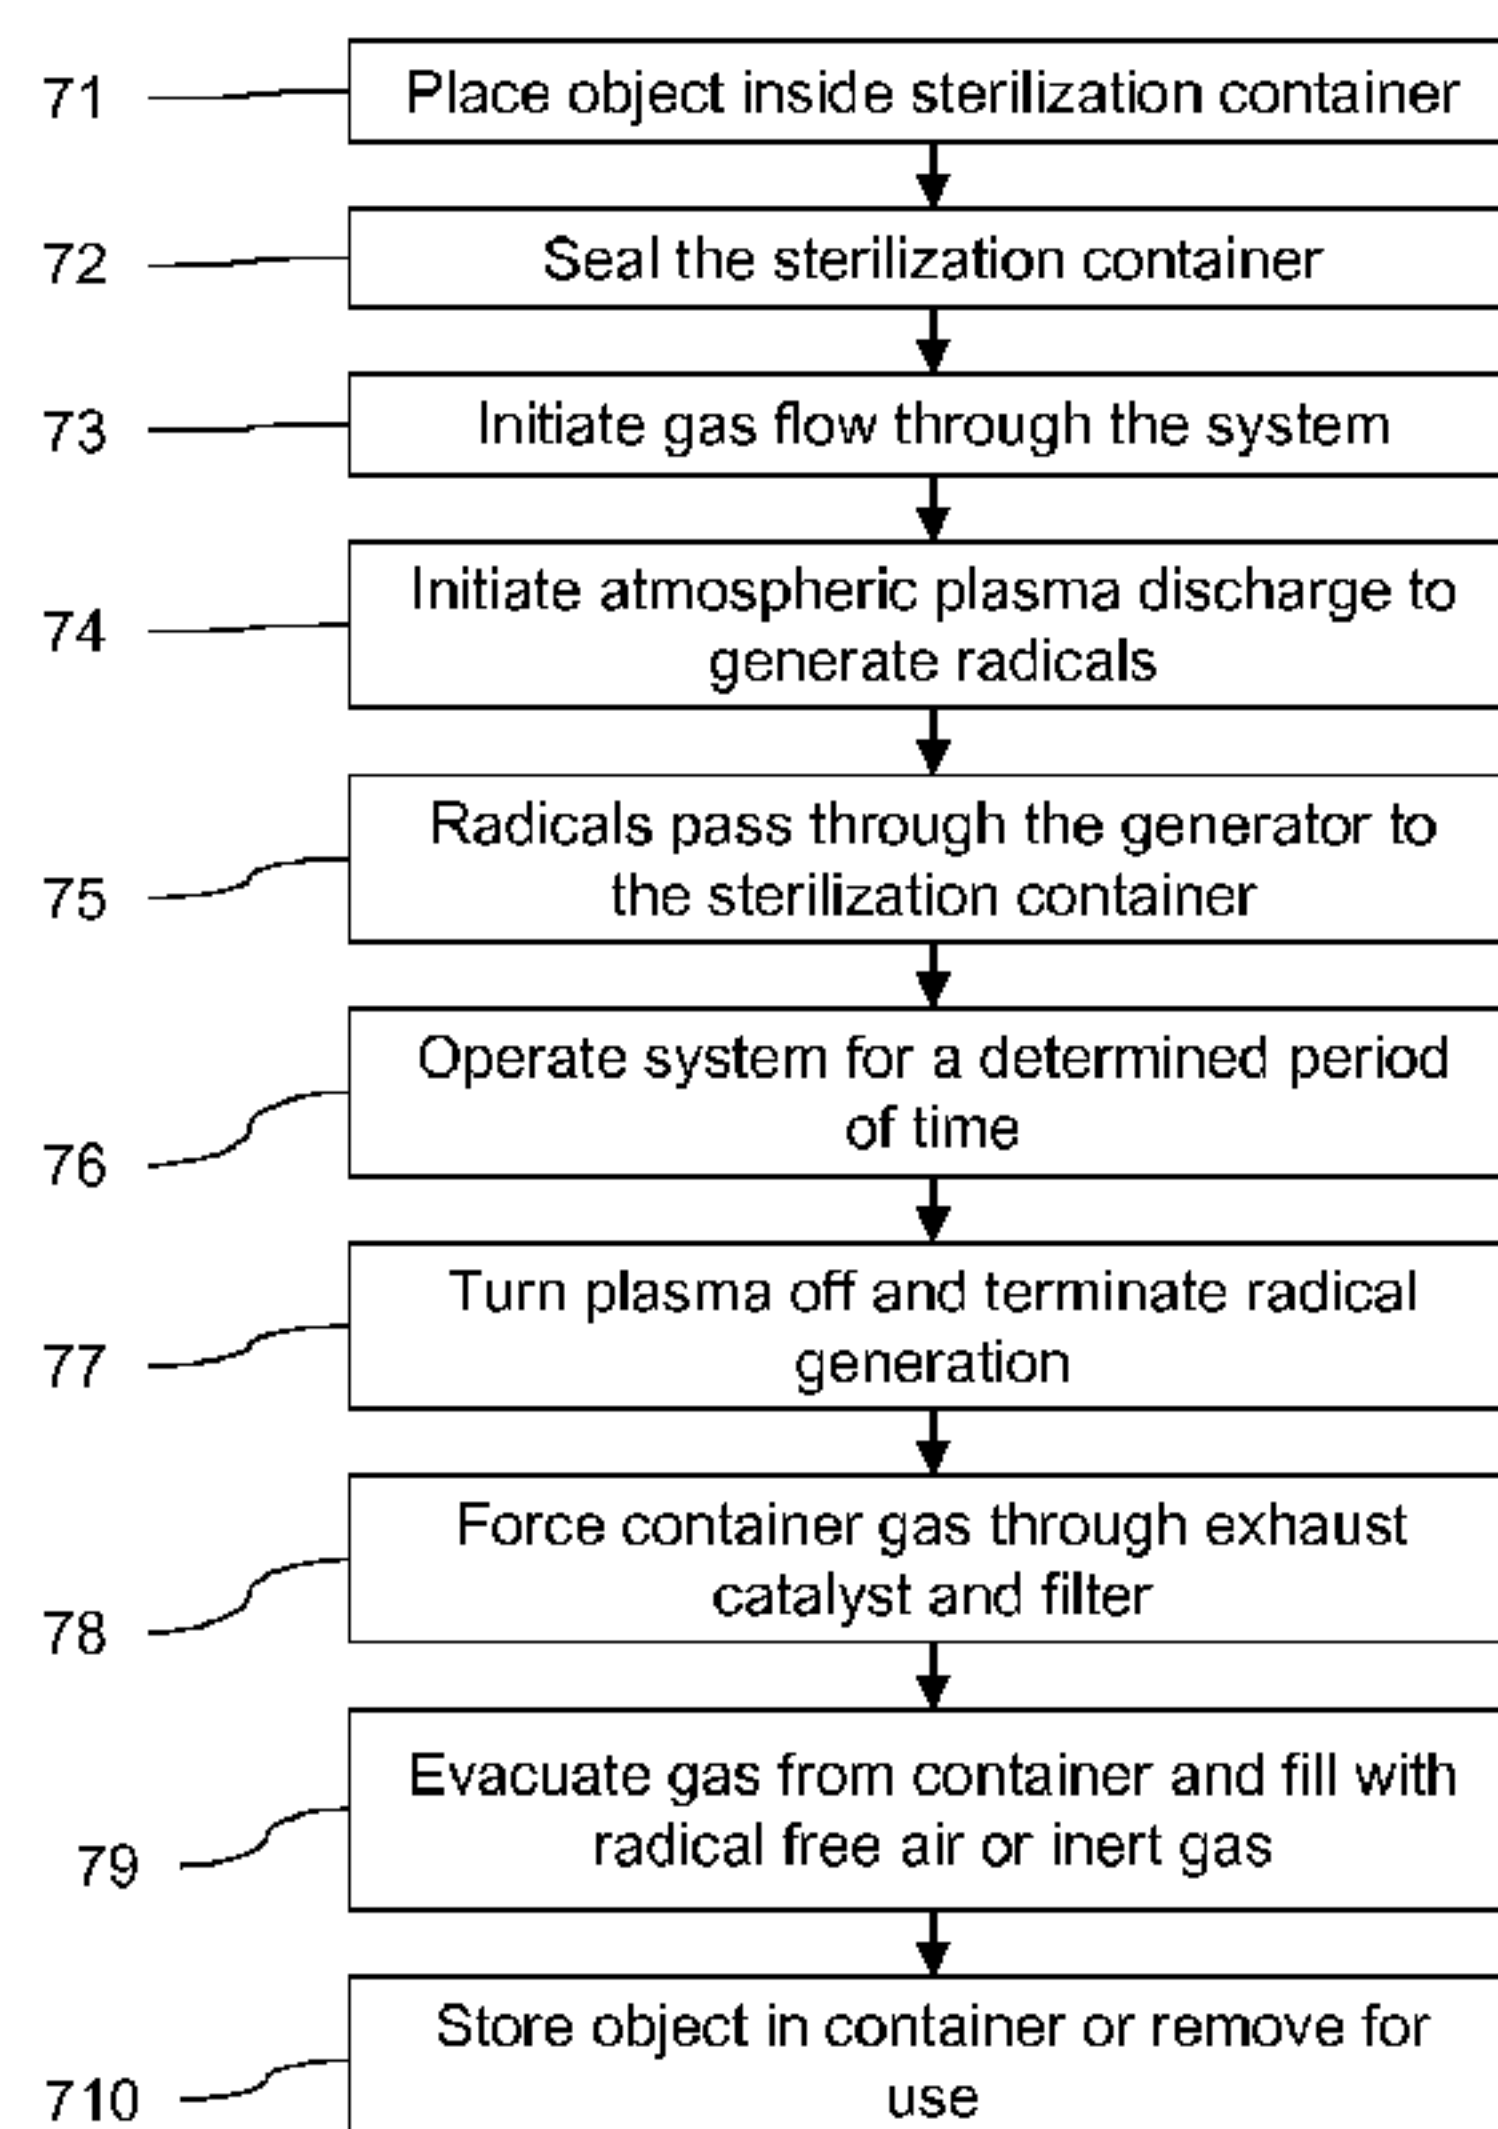 71
Place object inside sterilization container
72
Seal the sterilization container
73
Initiate gas flow through the system
74
Initiate atmospheric plasma discharge to
generate radicals
75
Radicals pass through the generator to
the sterilization container
76
Operate system for a determined period
of time
77
Turn plasma off and terminate radical
generation
78
Force container gas through exhaust
catalyst and filter
79
Evacuate gas from container and fill with
radical free air or inert gas
710
Store object in container or remove for
use